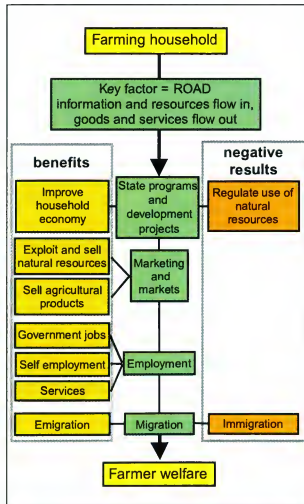 Farming household
Key factor = ROAD
information and resources flow in,
goods and services flow out
benefits
negative
results
Improve
household
economy
State programs
and
development
projects
Regulate use of
natural
resources
Exploit and sell
natural resources
Sell agricultural
products
Marketing
and
markets
Government jobs
Self employment
Services
Employment
Emigration
Migration
Immigration
Farmer welfare